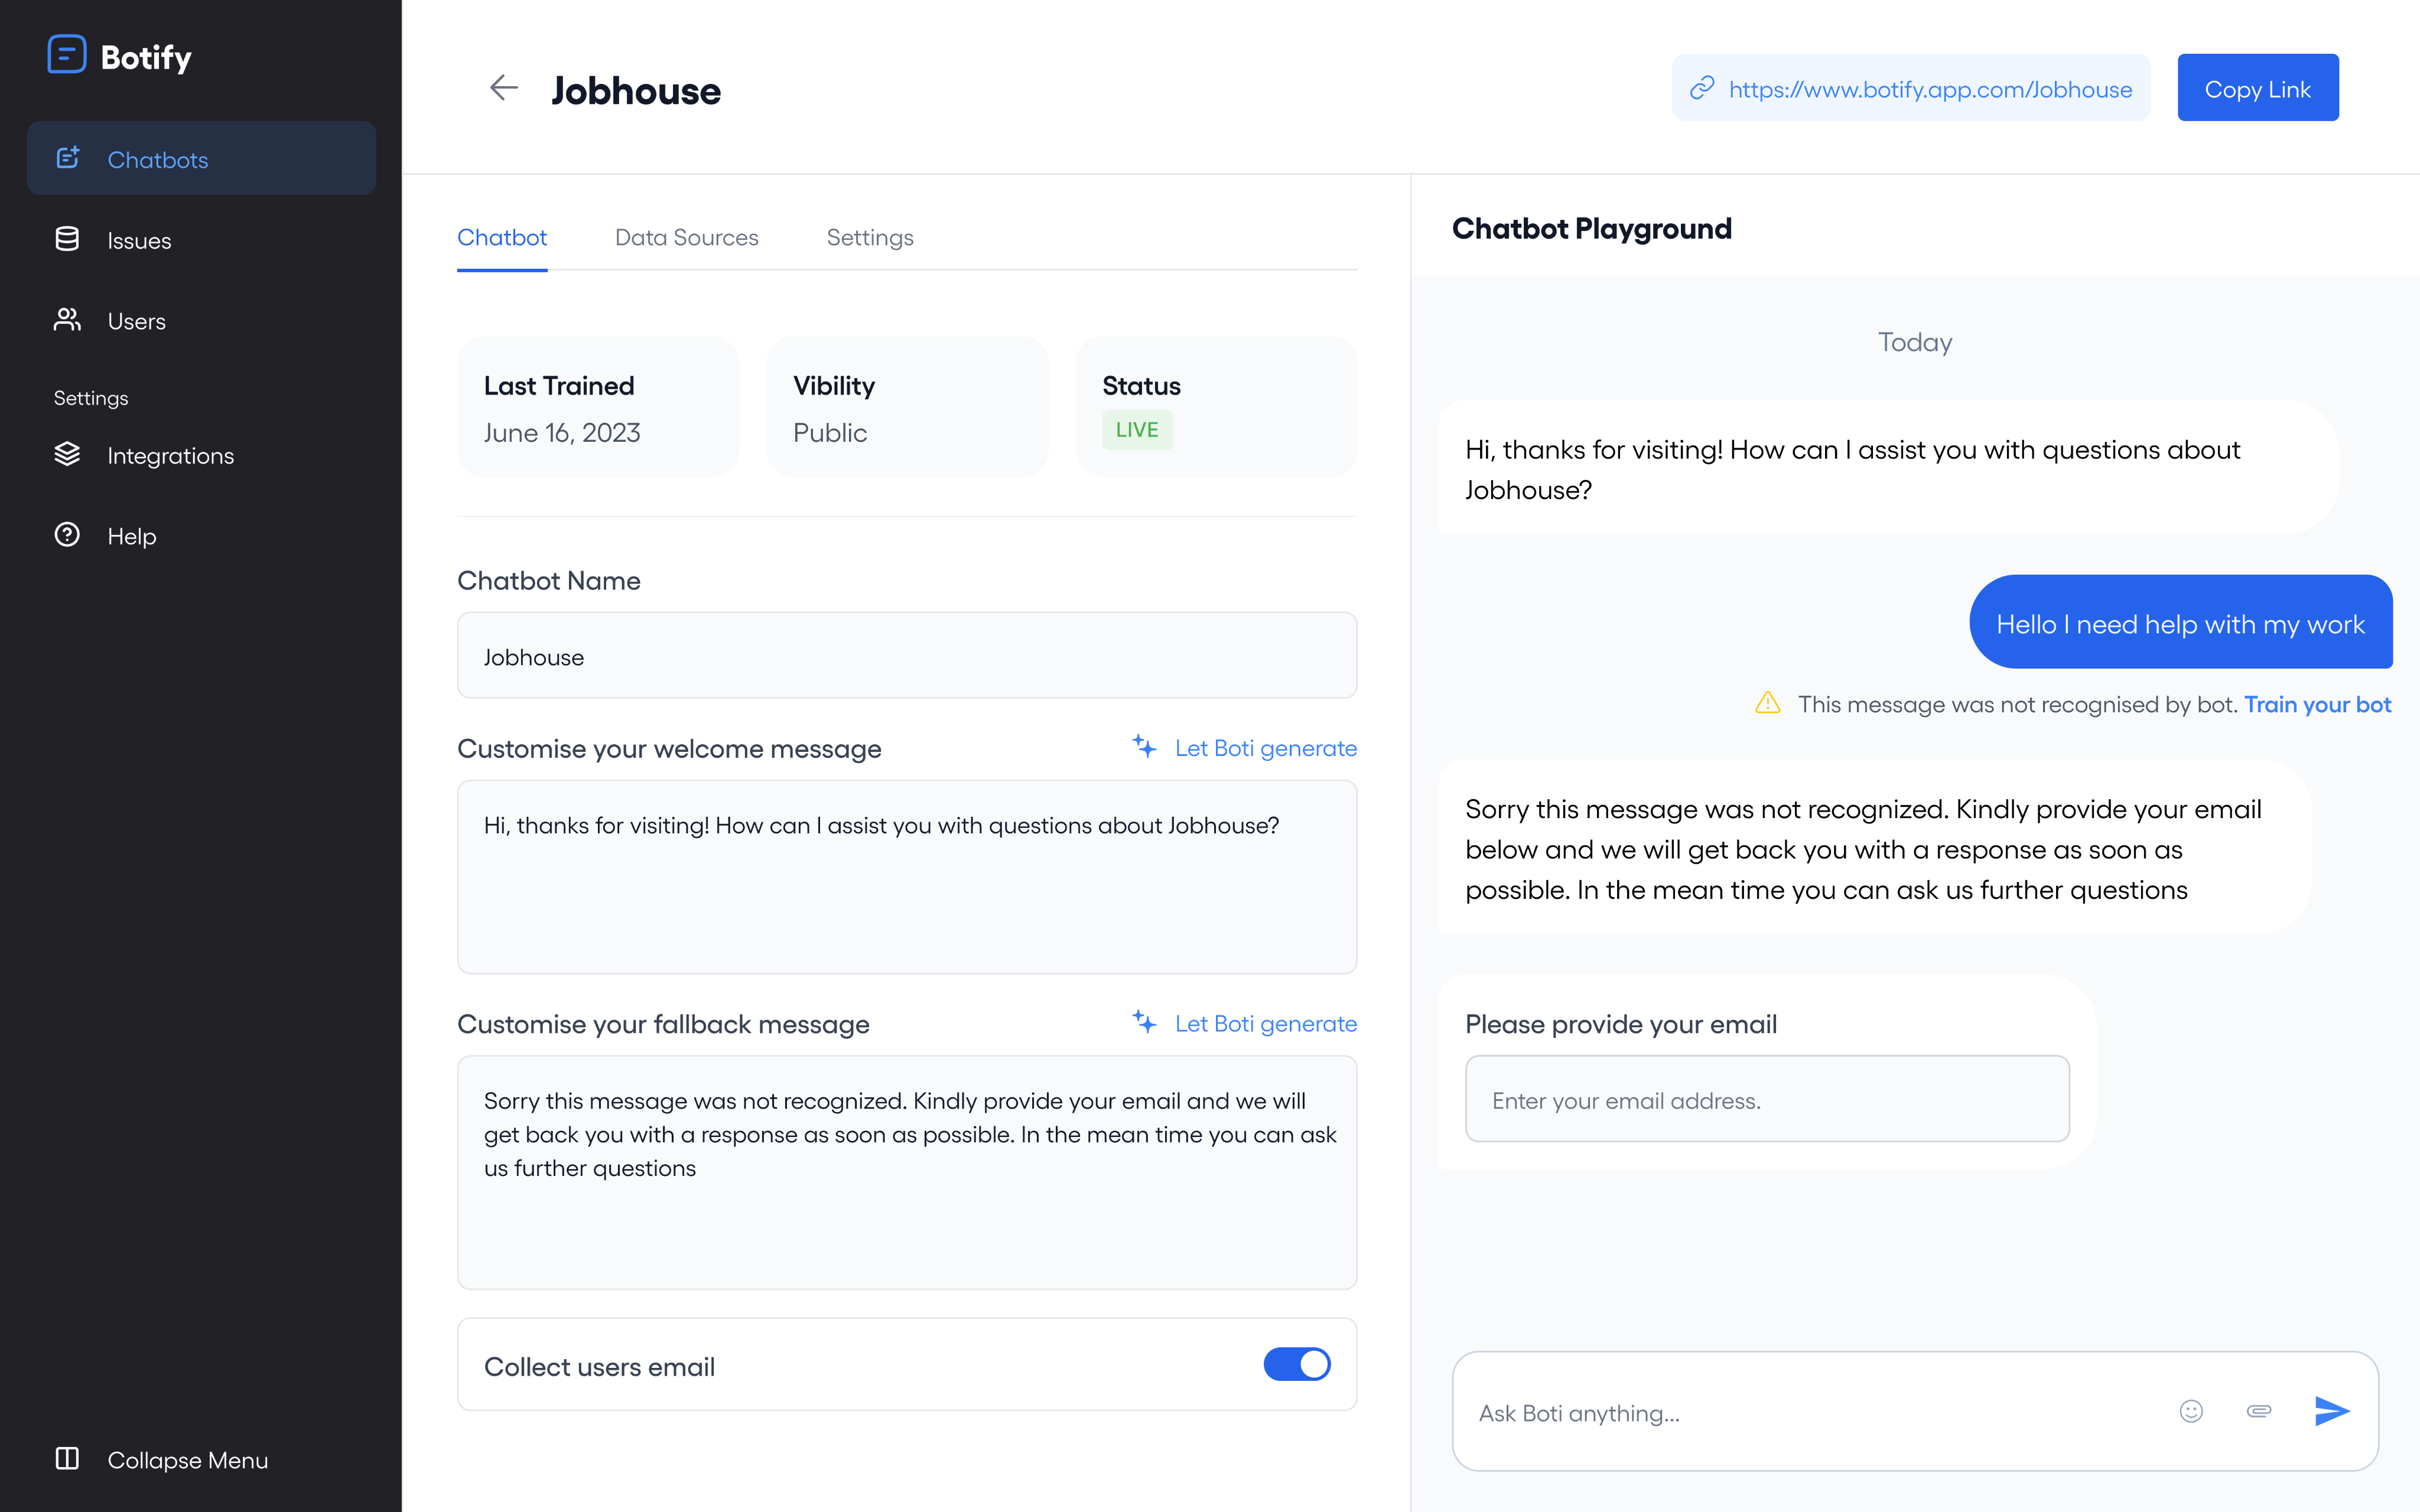 Botify
Chatbots
Issues
Users
Settings
Integrations
Help
Collapse Menu
Jobhouse
https://www.botify.app.com/Jobhouse
Copy Link
Chatbot
Data Sources
Settings
Last Trained
June 16, 2023
Vibility
Public
Status
LIVE
Chatbot Name
Jobhouse
Customise your welcome message
Let Boti generate
Hi, thanks for visiting! How can I assist you with questions about Jobhouse?
Customise your fallback message
Let Boti generate
Sorry this message was not recognized. Kindly provide your email and we will
get back you with a response as soon as possible. In the mean time you can ask
us further questions
Collect users email
Chatbot Playground
Today
Hi, thanks for visiting! How can I assist you with questions about
Jobhouse?
Hello I need help with my work
This message was not recognised by bot. Train your bot
Sorry this message was not recognized. Kindly provide your email
below and we will get back you with a response as soon as
possible. In the mean time you can ask us further questions
Please provide your email
Enter your email address.
Ask Boti anything...